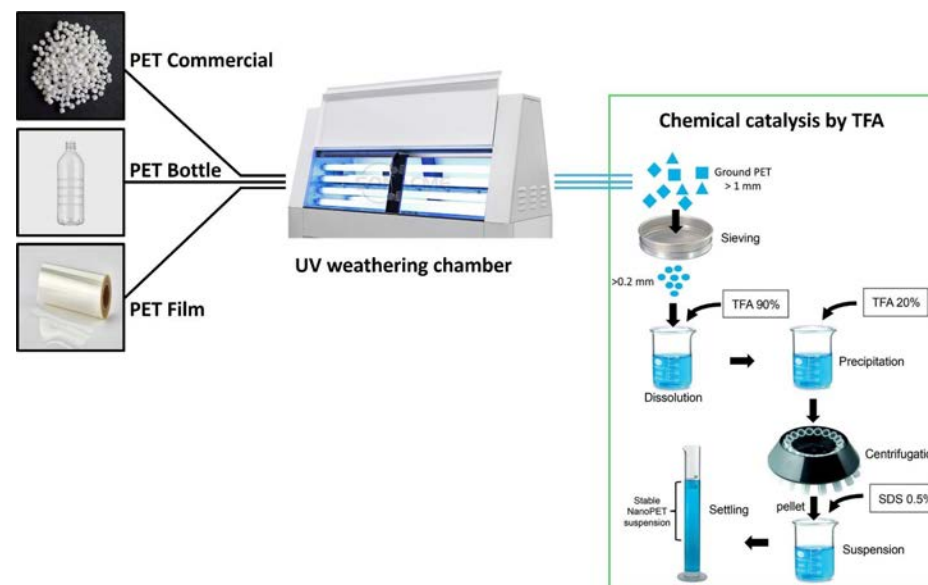 PET Commercial
PET Bottle
PET Film
UV weathering chamber
Chemical catalysis by TFA
Ground PET
> 1 mm
Sieving
>0.2 mm
TFA 90%
TFA 20%
Dissolution
Precipitation
Centrifugatio
pellet
SDS 0.5%
Suspension
Settling
Stable
NanoPET
suspension